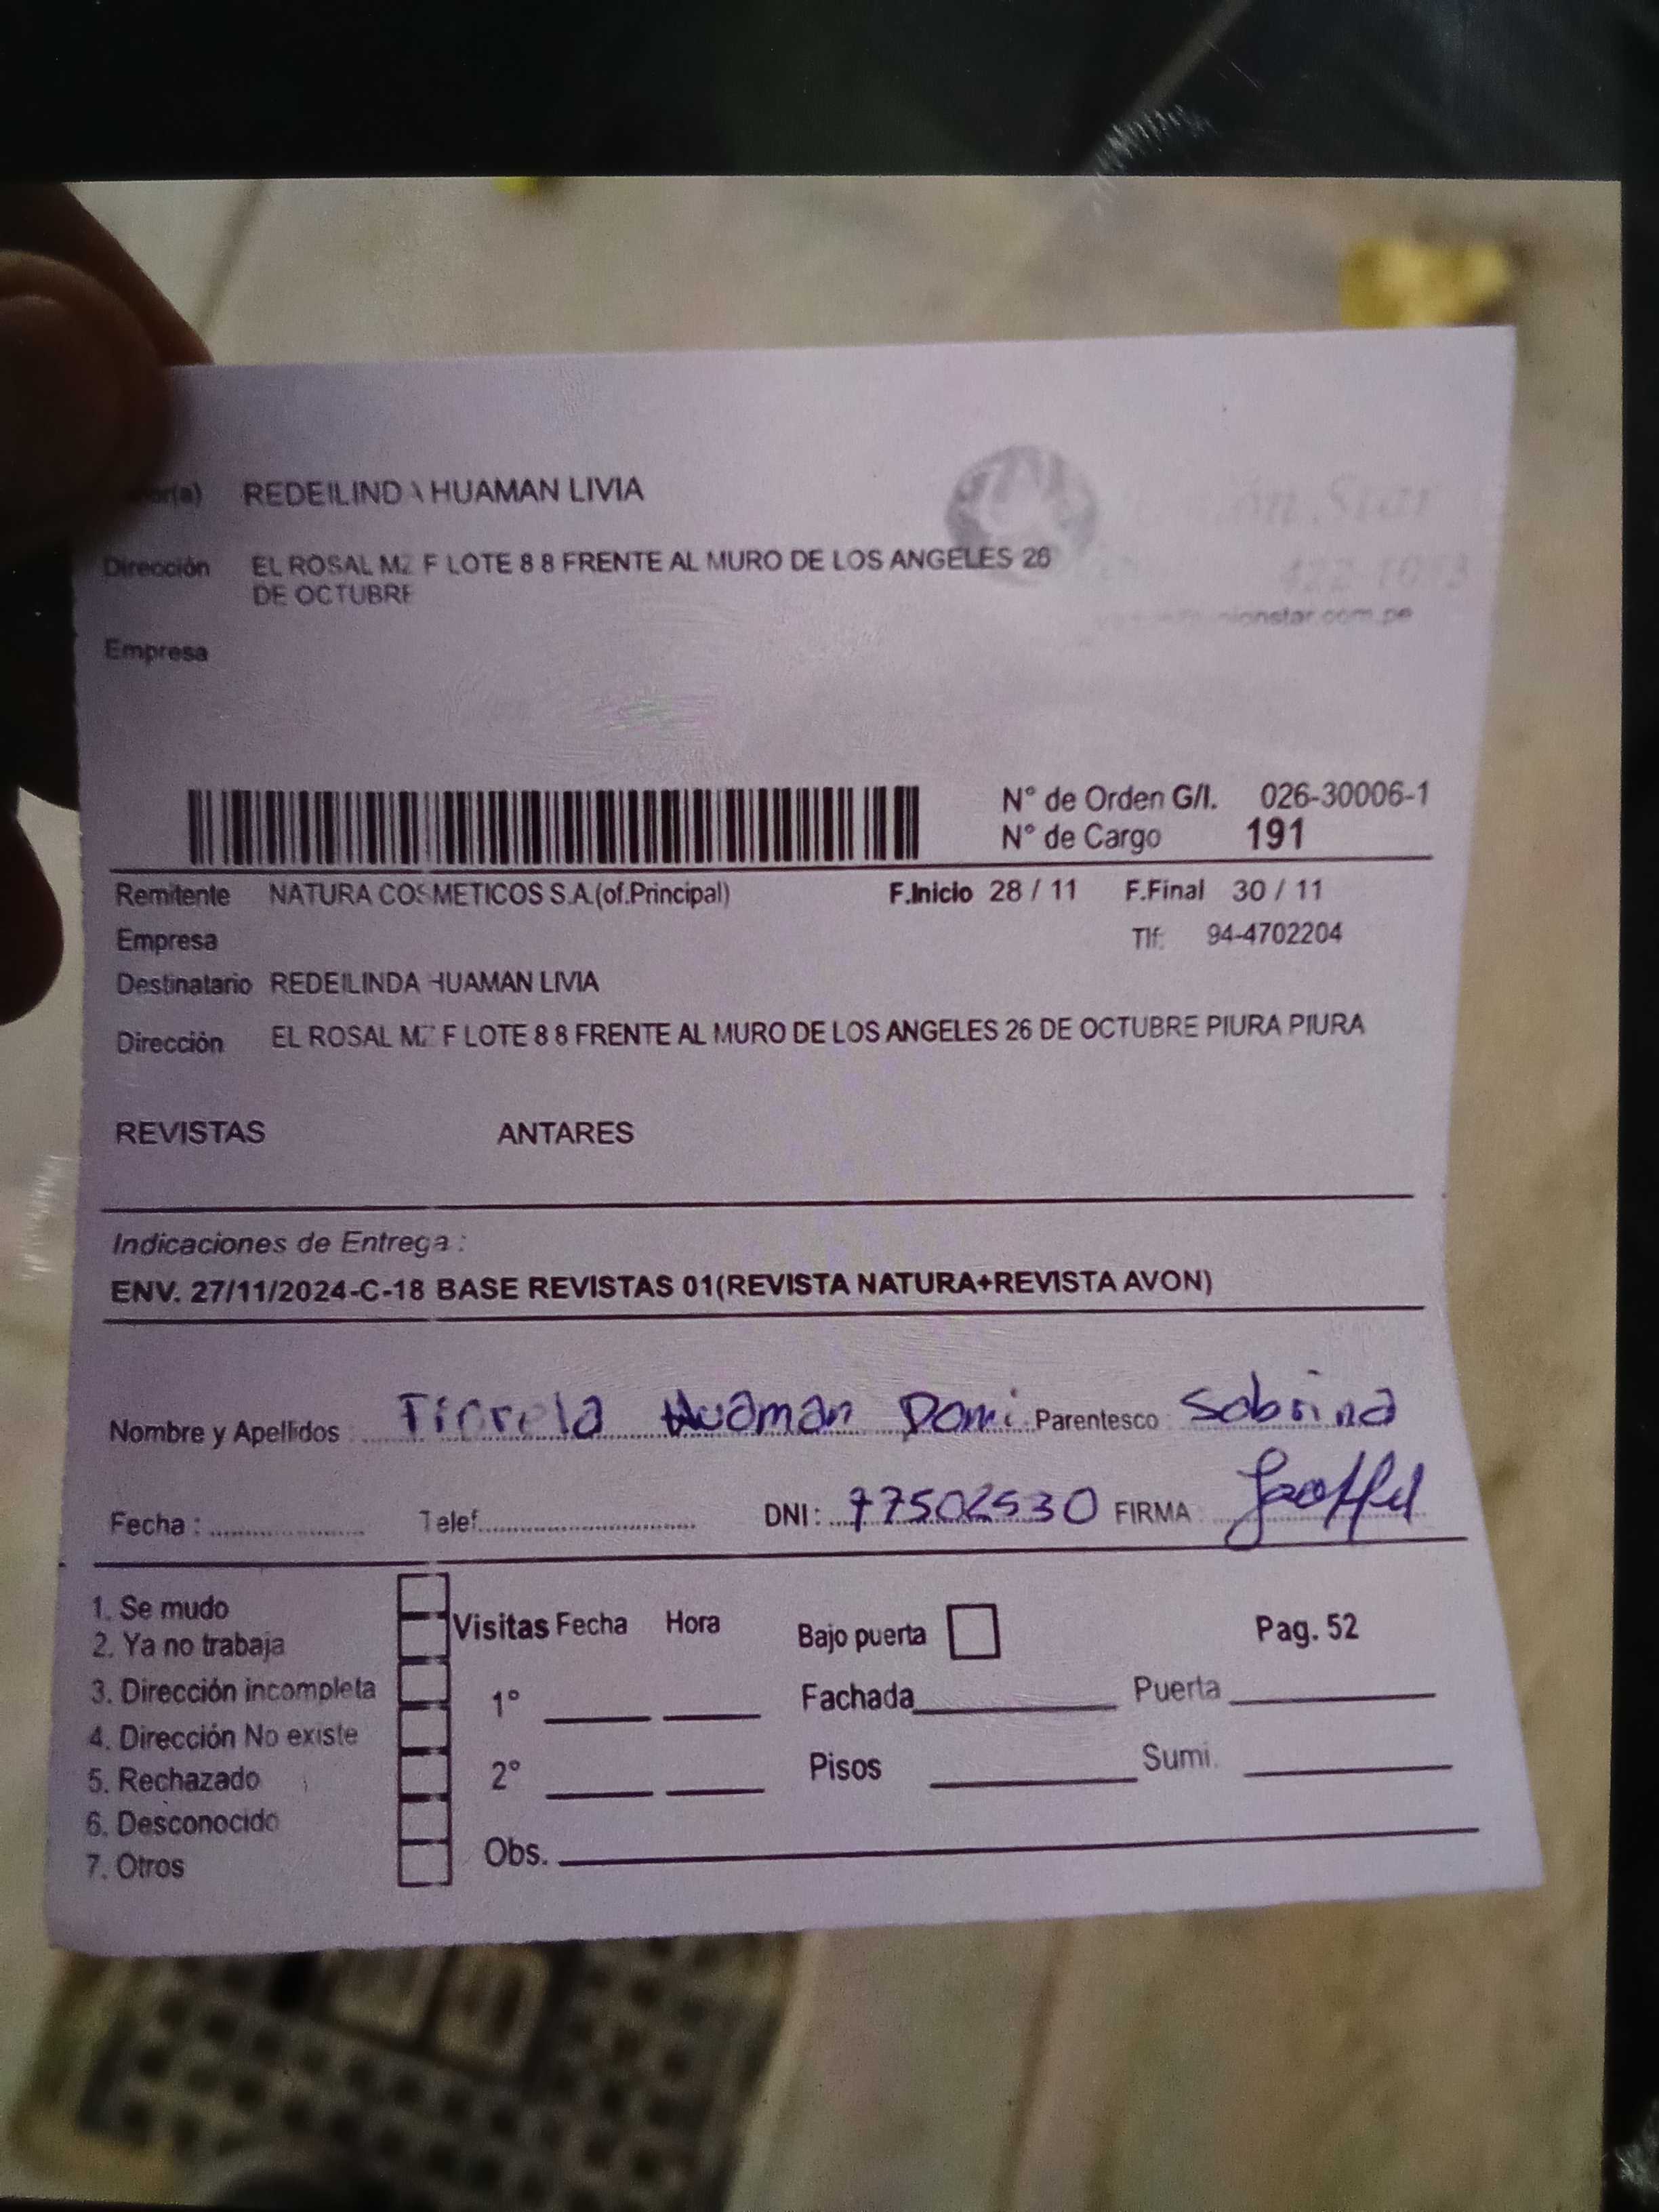 REDEILINDA HUAMAN LIVIA
Dirección EL ROSAL MZ F LOTE 8 8 FRENTE AL MURO DE LOS ANGELES 26
DE OCTUBRE
Empresa
N° de Orden G/I. 026-30006-1
N° de Cargo 191
Remitente NATURA COSMETICOS S.A.(of.Principal) F.Inicio 28 / 11 F.Final 30 / 11
Empresa Tlf: 94-4702204
Destinatario REDEILINDA HUAMAN LIVIA
Dirección EL ROSAL MZ F LOTE 8 8 FRENTE AL MURO DE LOS ANGELES 26 DE OCTUBRE PIURA PIURA
REVISTAS ANTARES
Indicaciones de Entrega :
ENV. 27/11/2024-C-18 BASE REVISTAS 01(REVISTA NATURA+REVISTA AVON)
Nombre y Apellidos : Huaman Domi Parentesco : Sobrina
Fecha : Telef. DNI : 77502530 FIRMA
1. Se mudo
2. Ya no trabaja
3. Dirección incompleta
4. Dirección No existe
5. Rechazado
6. Desconocido
7. Otros
Visitas Fecha Hora Bajo puerta Pag. 52
1° Fachada Puerta
2° Pisos Sumi.
Obs.